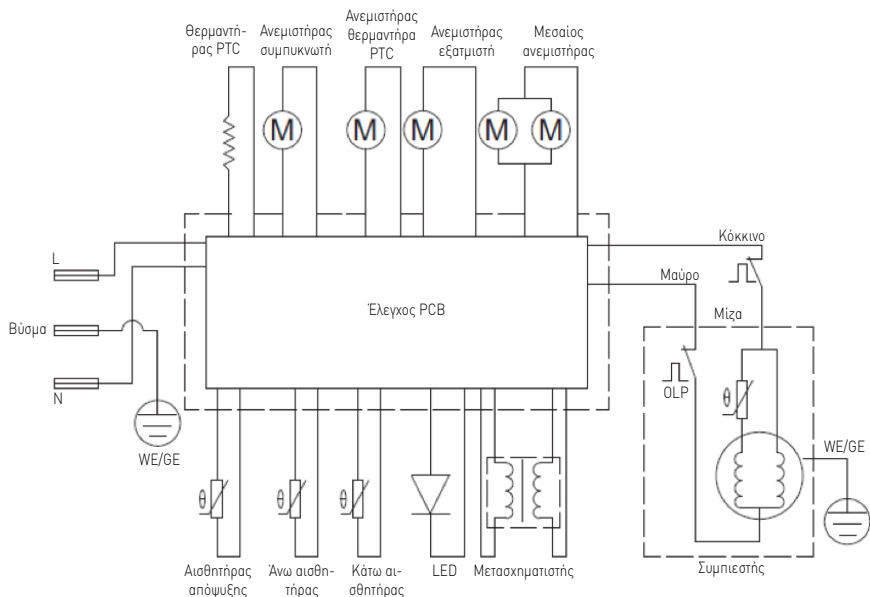 Θερμαντή-
ρας PTC
Ανεμιστήρας
συμπυκνωτή
Ανεμιστήρας
θερμαντήρα
PTC
Ανεμιστήρας
εξατμιστή
Μεσαίος
ανεμιστήρας
M
M
M
M
M
L
Βύσμα
N
WE/GE
Έλεγχος PCB
Κόκκινο
Μαύρο
Μίζα
OLP
θ
WE/GE
Συμπιεστής
θ
θ
θ
Αισθητήρας
απόψυξης
Άνω αισθη-
τήρας
Κάτω αι-
σθητήρας
LED
Μετασχηματιστής